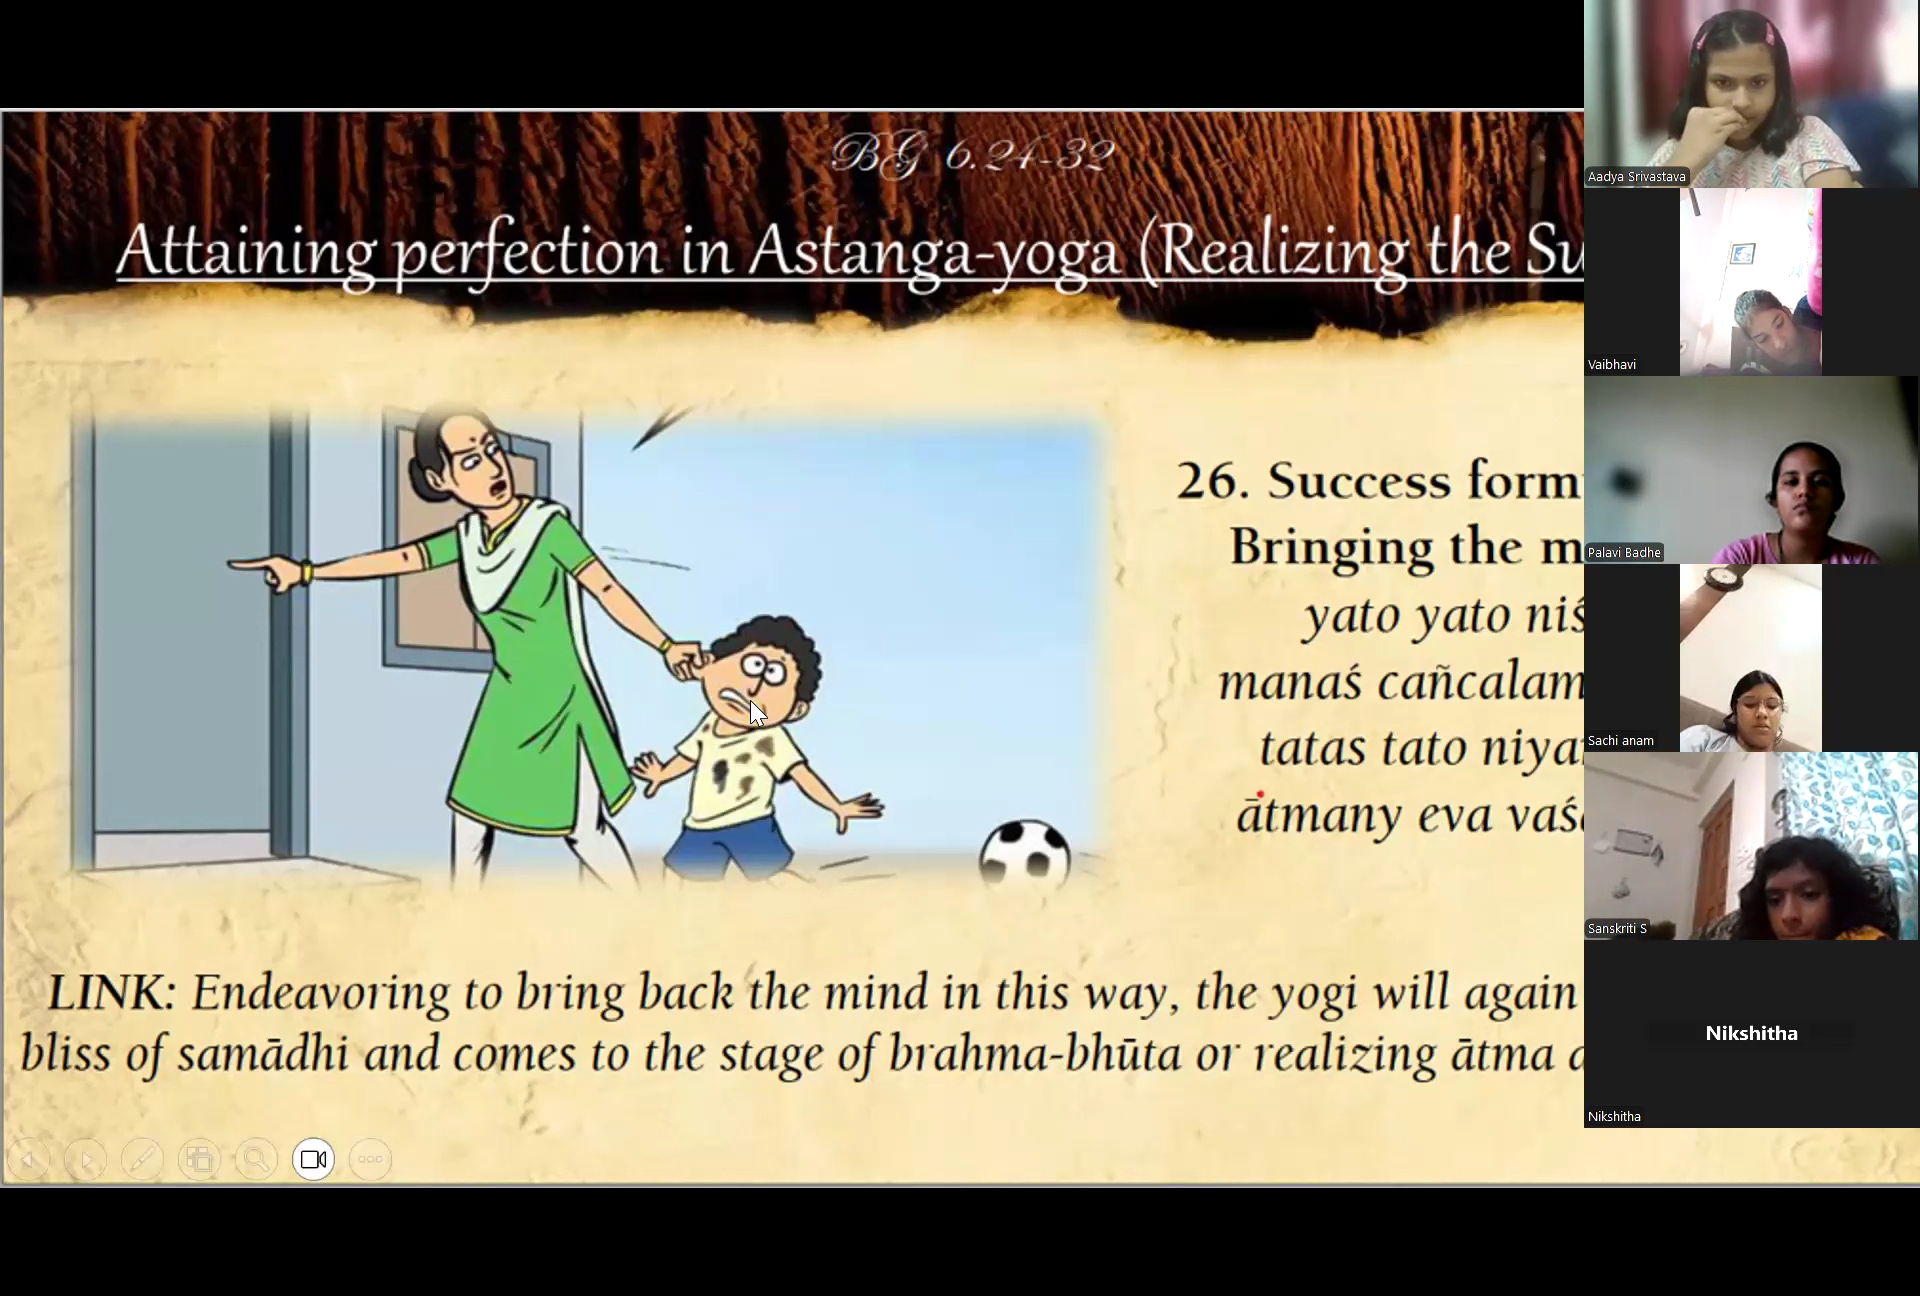 BG 6.24-32
Attaining perfection in Astanga-yoga (Realizing the Su
26. Success form
Bringing the m
yato yato niś
manaś cañcalam
tatas tato niya
ātmany eva vaś
LINK: Endeavoring to bring back the mind in this way, the yogi will again
bliss of samādhi and comes to the stage of brahma-bhūta or realizing ātma
Aadya Srivastava
Vaibhavi
Palavi Badhe
Sachi anam
Sanskriti S
Nikshitha
Nikshitha